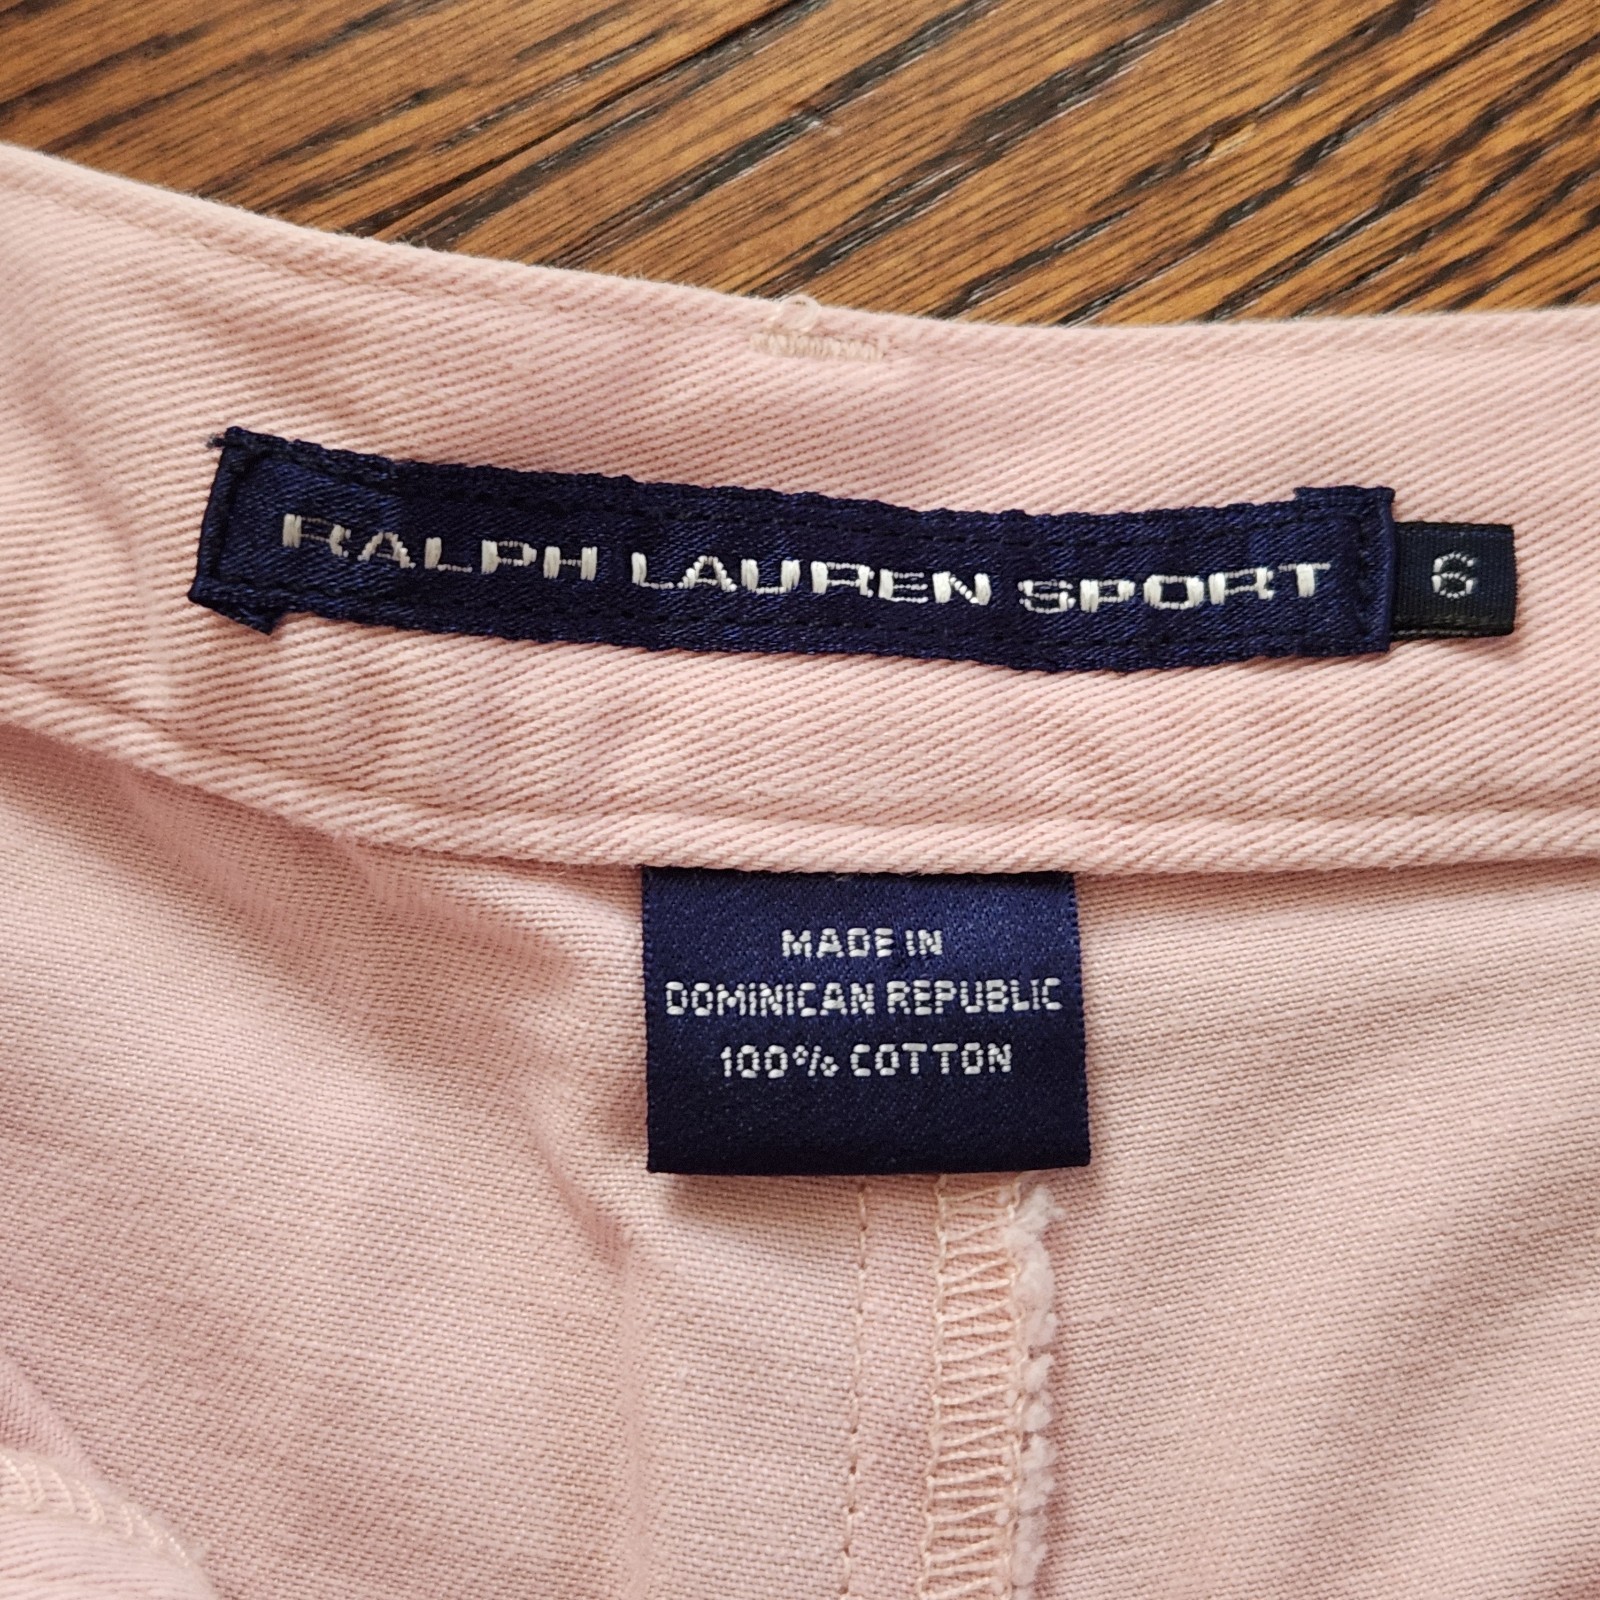 RALPH LAUREN SPORT
6
MADE IN
DOMINICAN REPUBLIC
100% COTTON